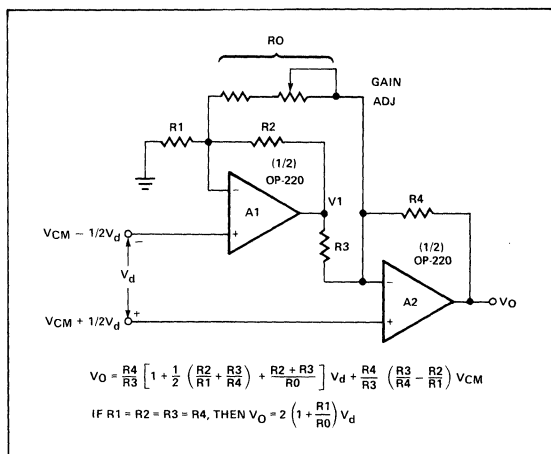 RO
GAIN
ADJ
R1
R2
(1/2)
OP-220
V1
R4
A1
−
+
R3
(1/2)
OP-220
VCM − 1/2Vd
−
Vd
+
VCM + 1/2Vd
−
A2
+
VO
VO = R4/R3 [1 + 1/2 (R2/R1 + R3/R4) + R2 + R3/R0] Vd + R4/R3 (R3/R4 − R2/R1) VCM
IF R1 = R2 = R3 = R4, THEN VO = 2 (1 + R1/R0) Vd